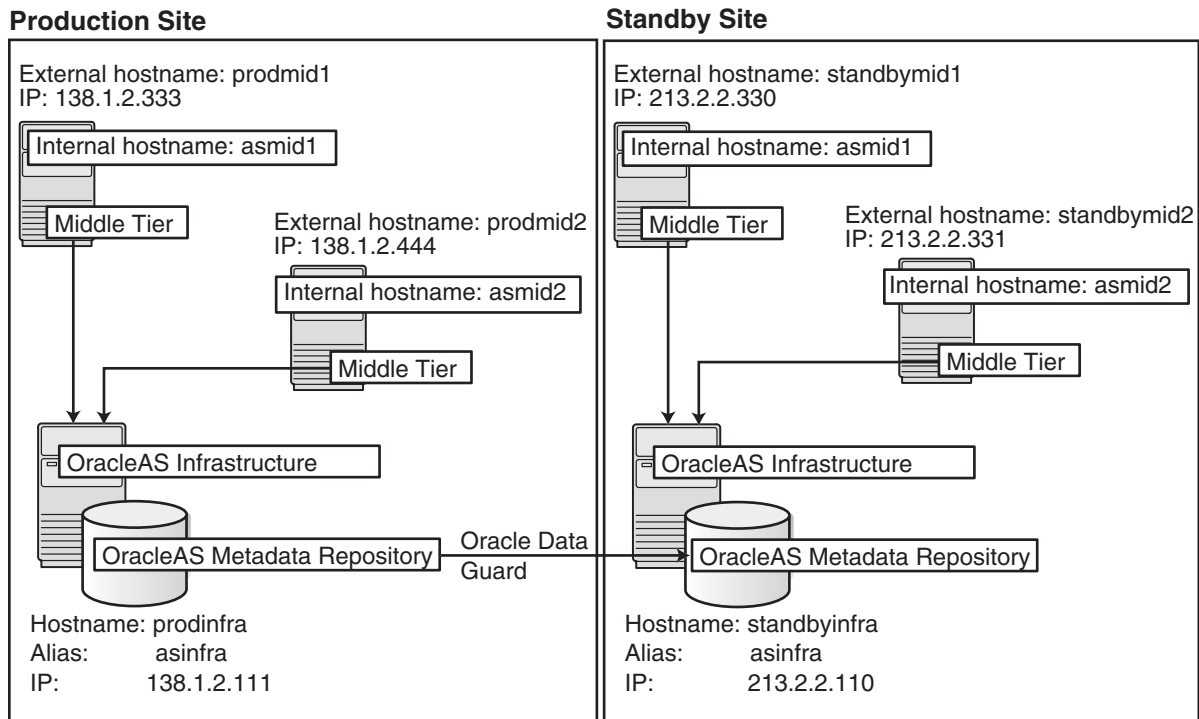 Production Site
External hostname: prodmid1
IP: 138.1.2.333
Internal hostname: asmid1
Middle Tier
External hostname: prodmid2
IP: 138.1.2.444
Internal hostname: asmid2
Middle Tier
OracleAS Infrastructure
OracleAS Metadata Repository
Hostname: prodinfra
Alias: asinfra
IP: 138.1.2.111
Oracle Data
Guard
Standby Site
External hostname: standbymid1
IP: 213.2.2.330
Internal hostname: asmid1
Middle Tier
External hostname: standbymid2
IP: 213.2.2.331
Internal hostname: asmid2
Middle Tier
OracleAS Infrastructure
OracleAS Metadata Repository
Hostname: standbyinfra
Alias: asinfra
IP: 213.2.2.110